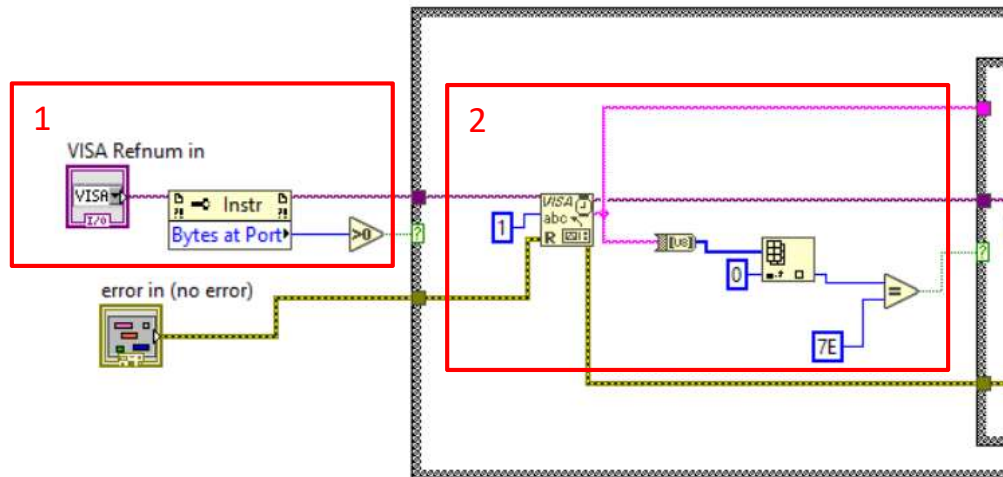 1
VISA Refnum in
VISA
I/O
Instr
Bytes at Port
>0
?
error in (no error)
2
VISA
abc
R
1
[U8]
0
=
7E
?